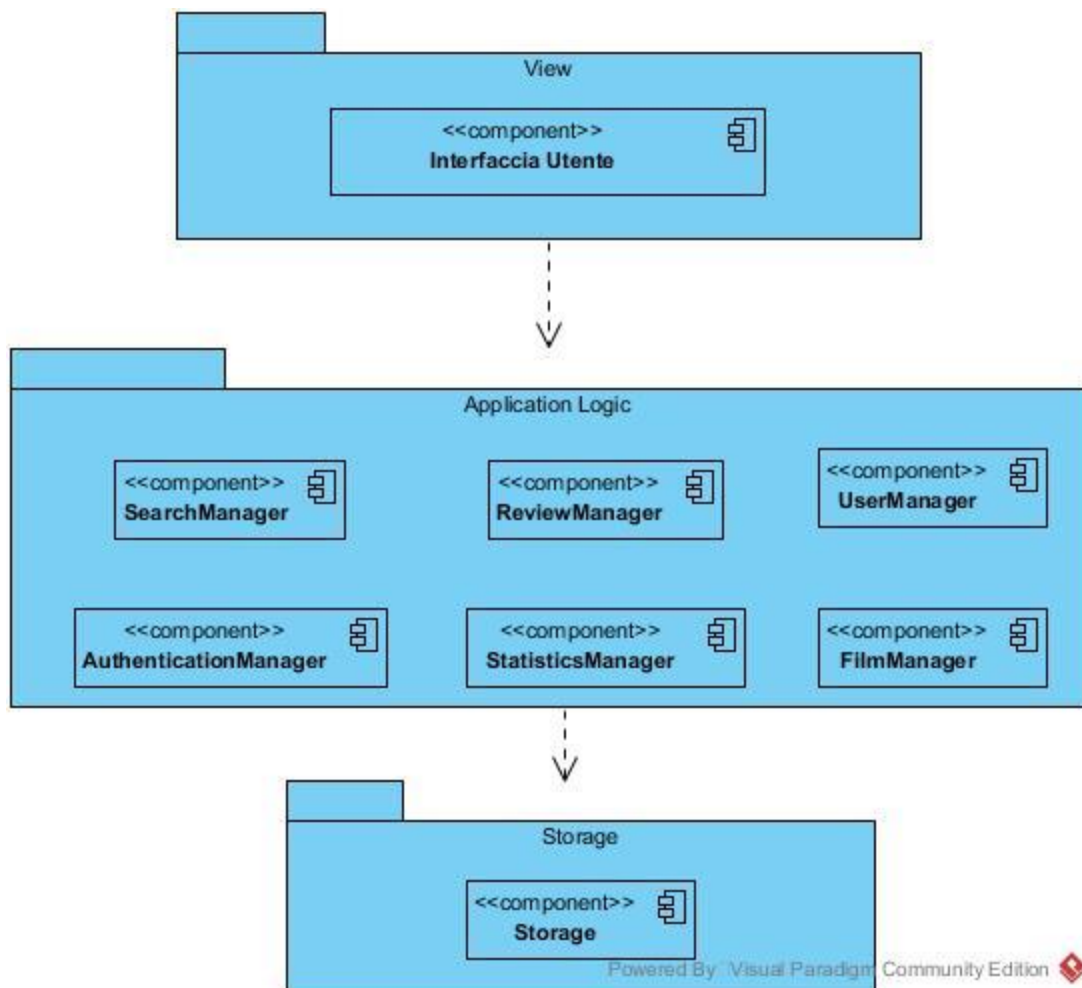 View
<<component>>
Interfaccia Utente
Application Logic
<<component>>
SearchManager
<<component>>
ReviewManager
<<component>>
UserManager
<<component>>
AuthenticationManager
<<component>>
StatisticsManager
<<component>>
FilmManager
Storage
<<component>>
Storage
Powered By Visual Paradigm Community Edition